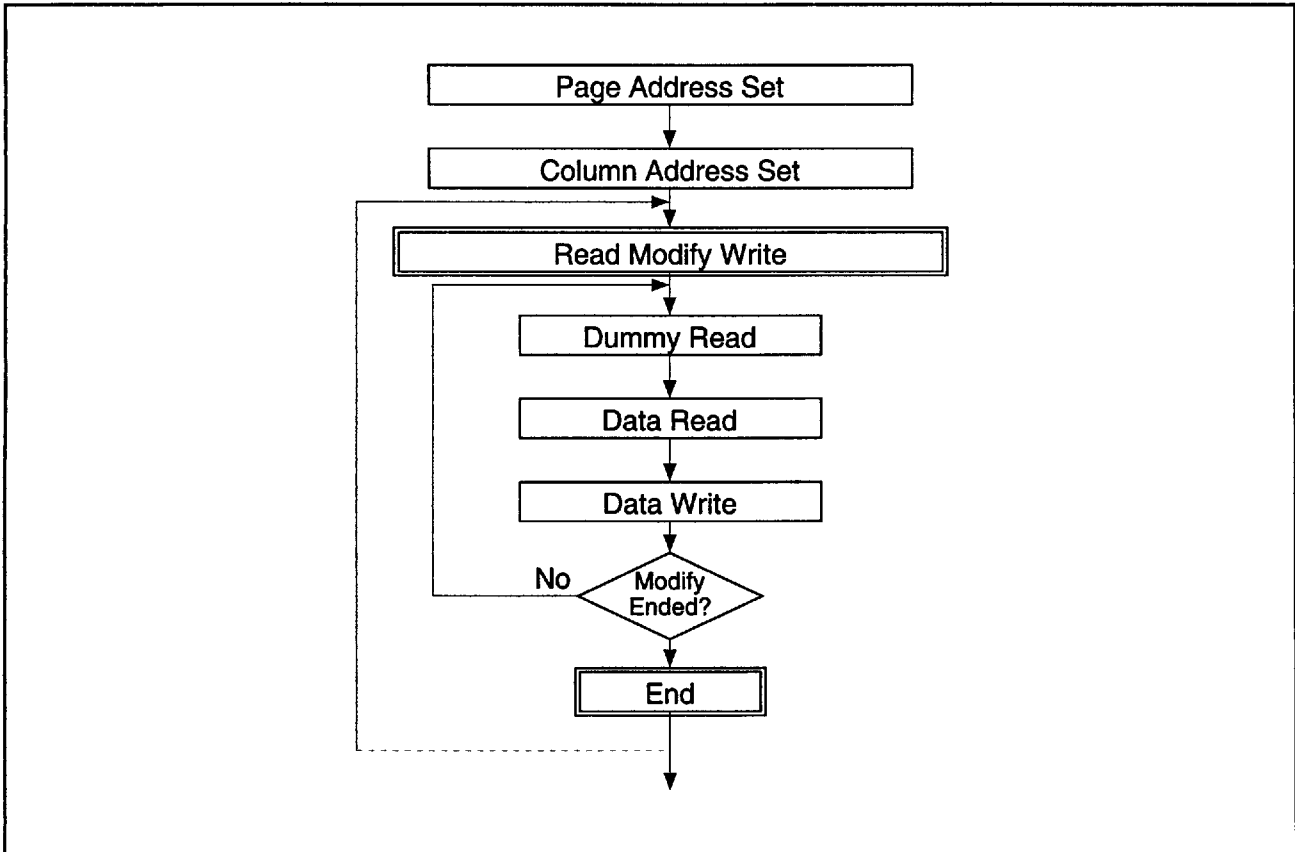 Page Address Set
Column Address Set
Read Modify Write
Dummy Read
Data Read
Data Write
No
Modify
Ended?
End